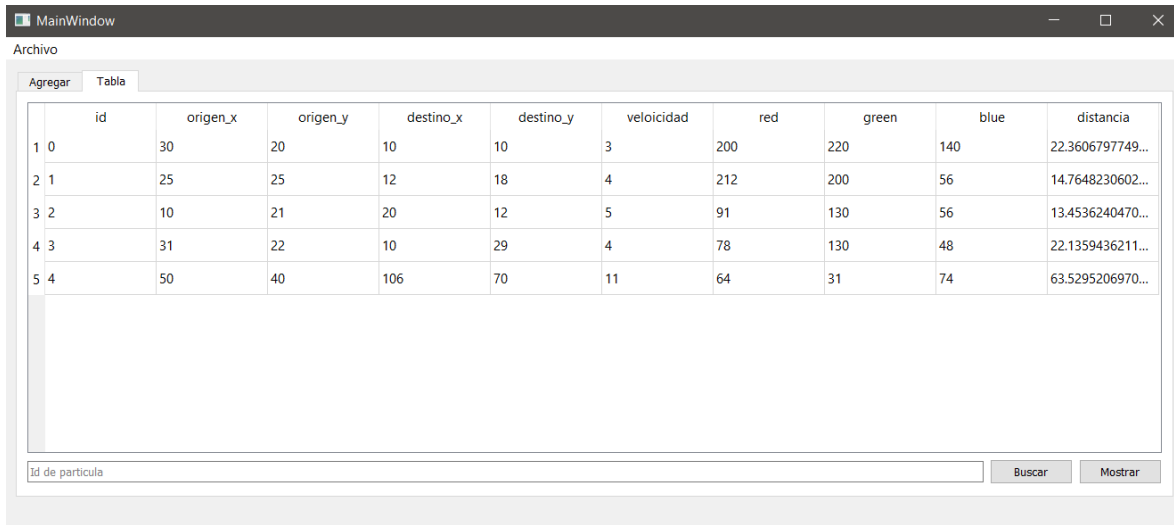 MainWindow
Archivo
Agregar Tabla
id origen_x origen_y destino_x destino_y veloicidad red green blue distancia
1 0 30 20 10 10 3 200 220 140 22.3606797749...
2 1 25 25 12 18 4 212 200 56 14.7648230602...
3 2 10 21 20 12 5 91 130 56 13.4536240470...
4 3 31 22 10 29 4 78 130 48 22.1359436211...
5 4 50 40 106 70 11 64 31 74 63.5295206970...
Id de particula Buscar Mostrar